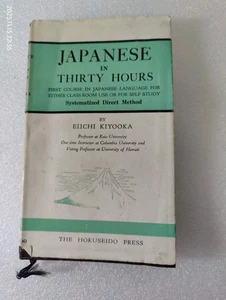 JAPANESE
IN
THIRTY HOURS
FIRST COURSE IN JAPANESE LANGUAGE FOR
EITHER CLASS ROOM USE OR FOR SELF STUDY
Systematized Direct Method
BY
EIICHI KIYOOKA
Professor at Keio University
One time Instructor at Columbia University and
Visiting Professor at University of Hawaii
THE HOKUSEIDO PRESS